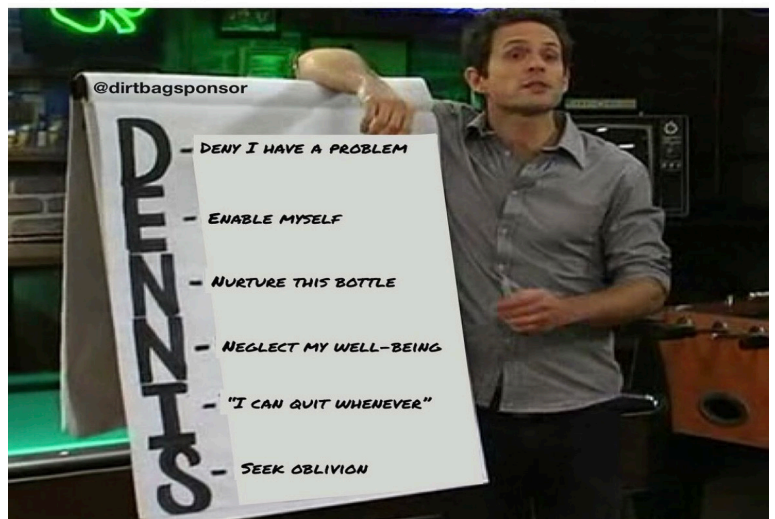 @dirtbagsponsor
D - DENY I HAVE A PROBLEM
E - ENABLE MYSELF
N - NURTURE THIS BOTTLE
N - NEGLECT MY WELL-BEING
I - "I CAN QUIT WHENEVER"
S - SEEK OBLIVION